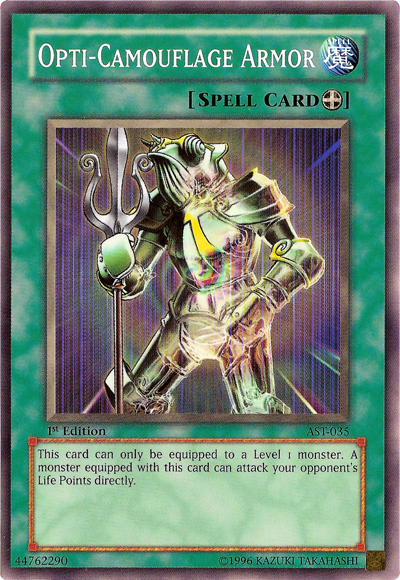 OPTI-CAMOUFLAGE ARMOR
魔
[SPELL CARD]
1st Edition
AST-035
This card can only be equipped to a Level 1 monster. A
monster equipped with this card can attack your opponent's
Life Points directly.
44762290
©1996 KAZUKI TAKAHASHI